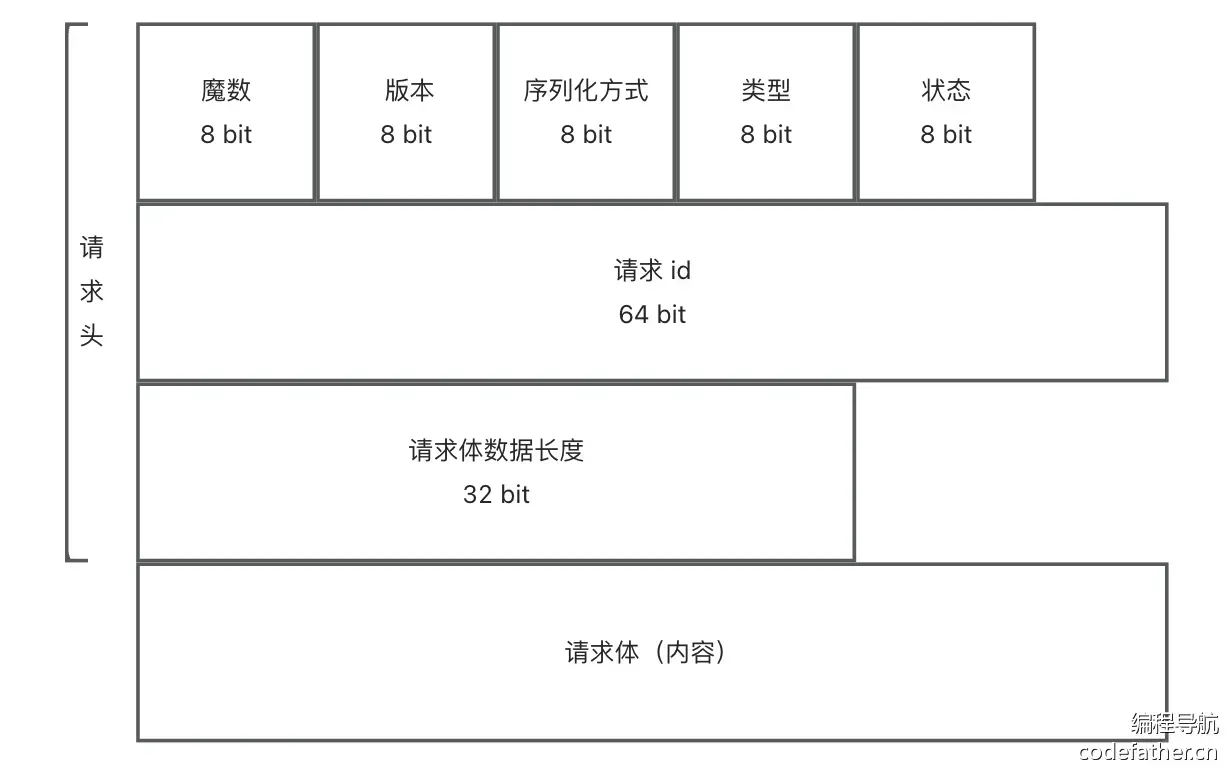 魔数
8 bit
版本
8 bit
序列化方式
8 bit
类型
8 bit
状态
8 bit
请
求
头
请求 id
64 bit
请求体数据长度
32 bit
请求体（内容）
编程导航
codefather.cn